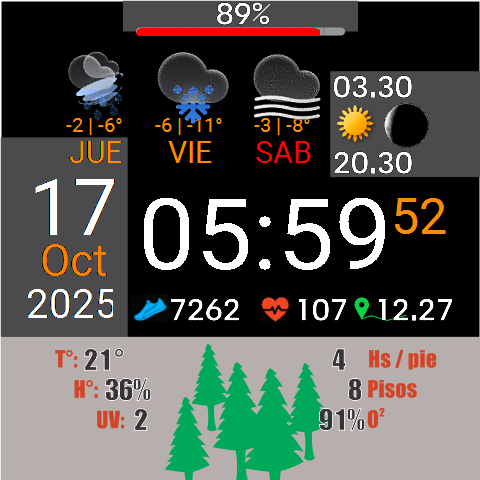 89%
03.30
-2 | -6° -6 | -11° -3 | -8°
JUE VIE SAB
20.30
17
Oct
2025
05:59 52
7262 107 12.27
T°: 21° 4 Hs / pie
H°: 36% 8 Pisos
UV: 2 91% O²